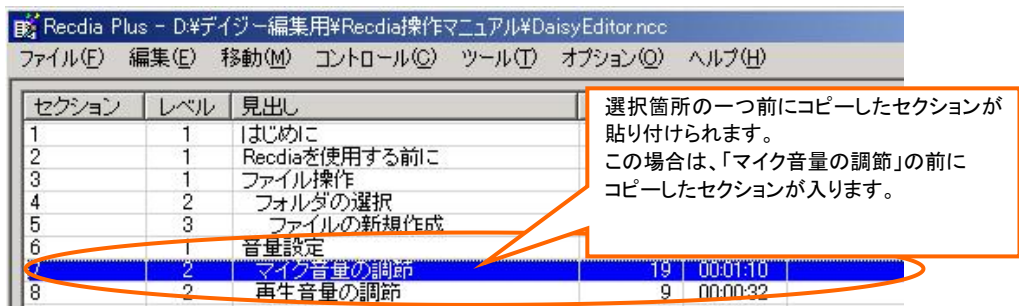 Recdia Plus - D:¥デイジー編集用¥Recdia操作マニュアル¥DaisyEditor.ncc
ファイル(F) 編集(E) 移動(M) コントロール(C) ツール(T) オプション(O) ヘルプ(H)
セクション レベル 見出し
1 1 はじめに
2 1 Recdiaを使用する前に
3 1 ファイル操作
4 2 フォルダの選択
5 3 ファイルの新規作成
6 1 音量設定
7 2 マイク音量の調節 19 00:01:10
8 2 再生音量の調節 9 00:00:32
選択箇所の一つ前にコピーしたセクションが
貼り付けられます。
この場合は、「マイク音量の調節」の前に
コピーしたセクションが入ります。